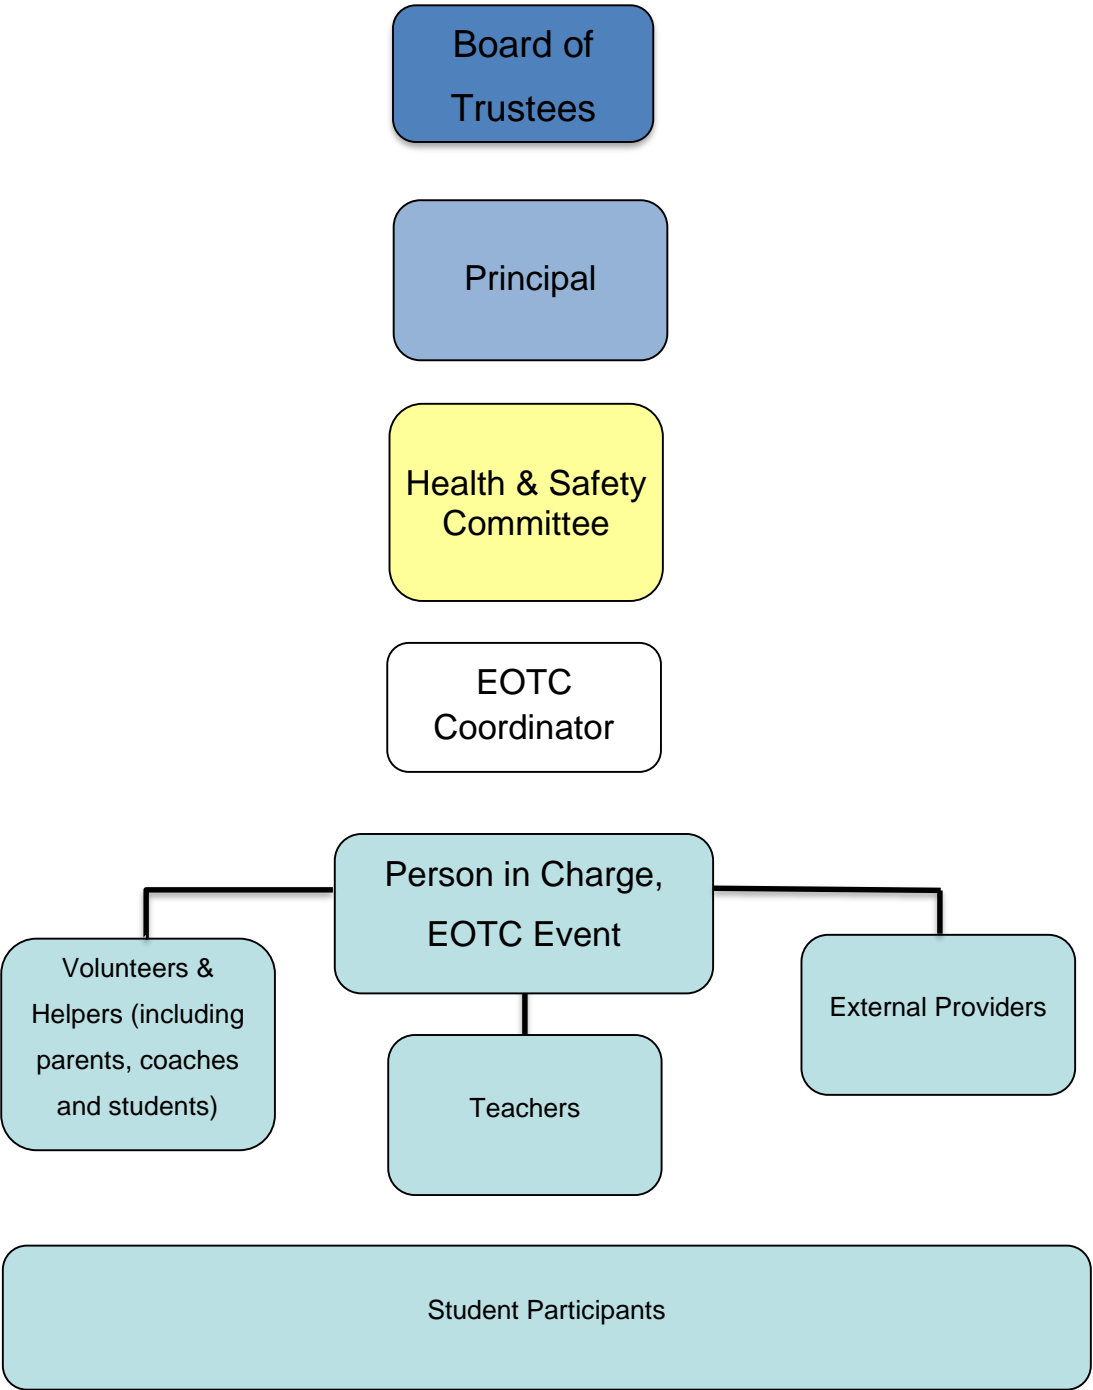 Board of
Trustees
Principal
Health & Safety
Committee
EOTC
Coordinator
Person in Charge,
EOTC Event
Volunteers &
Helpers (including
parents, coaches
and students)
External Providers
Teachers
Student Participants